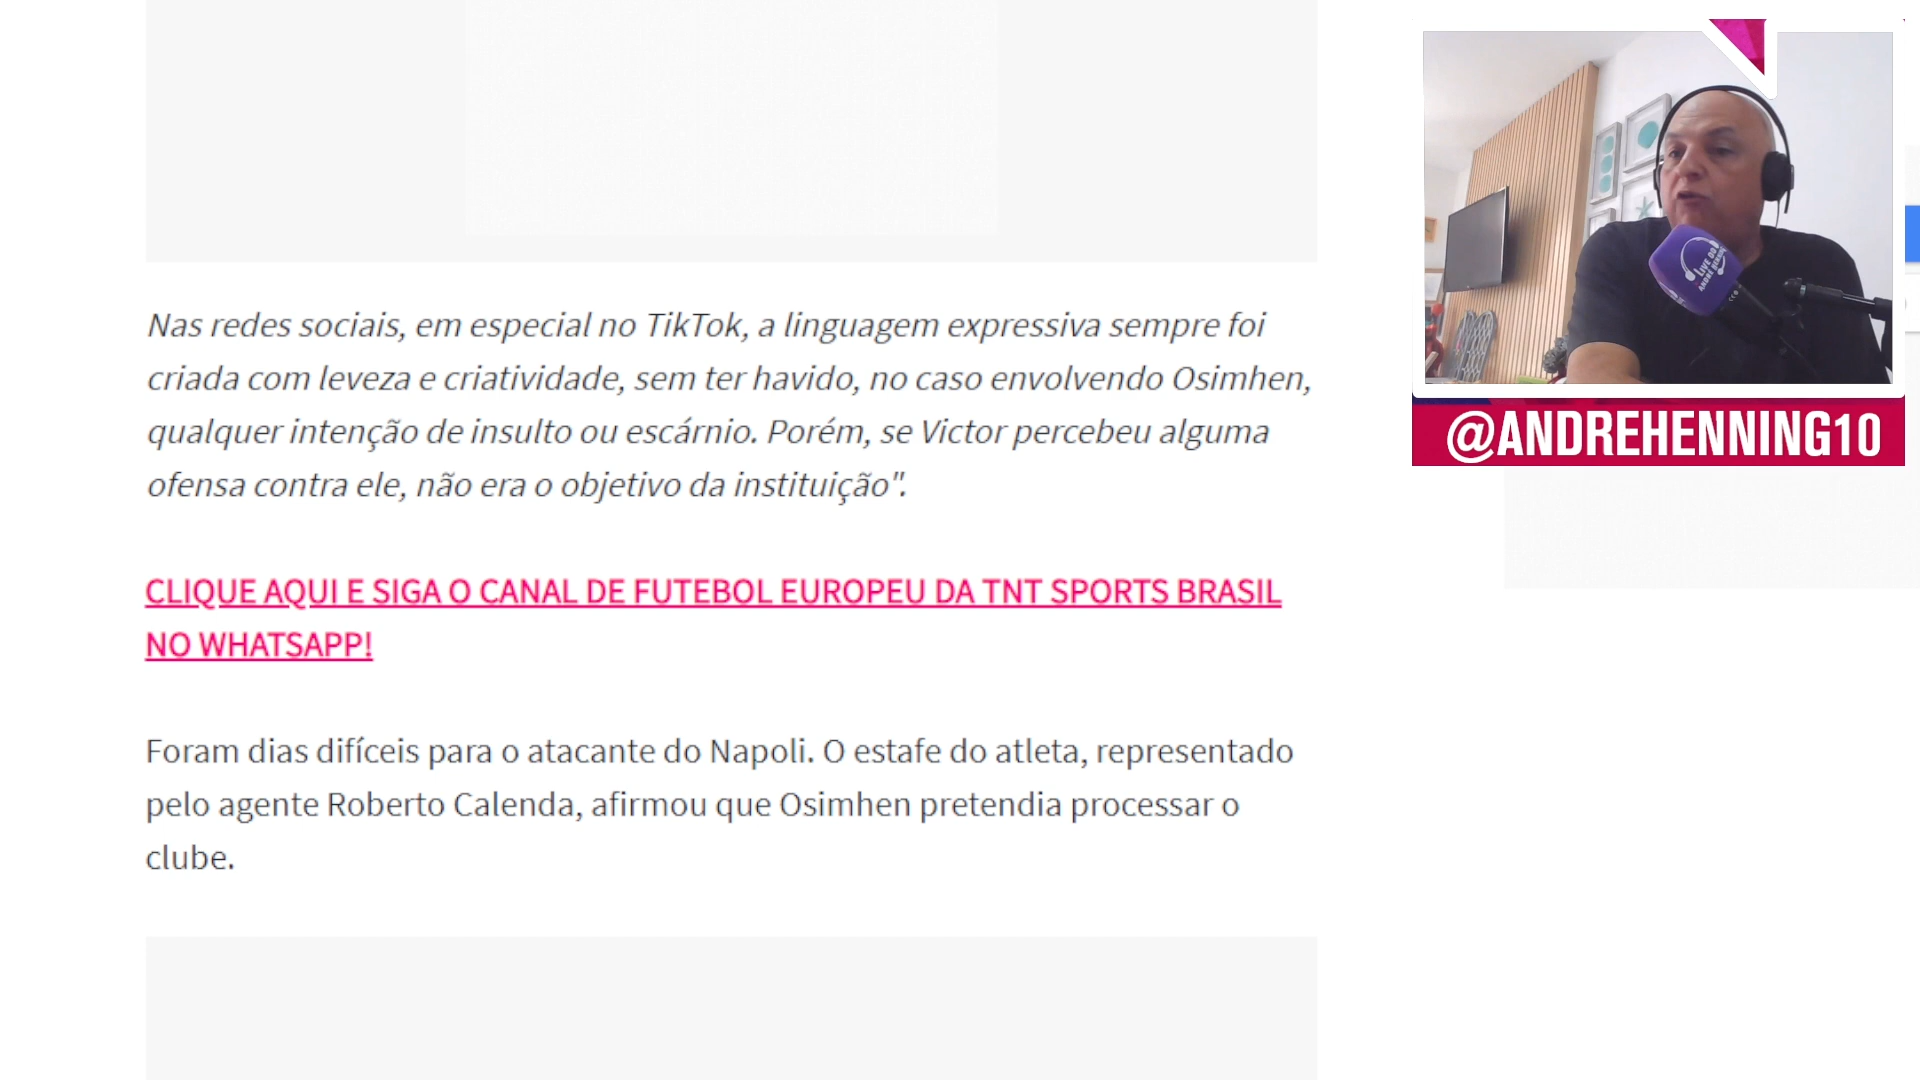 Nas redes sociais, em especial no TikTok, a linguagem expressiva sempre foi
criada com leveza e criatividade, sem ter havido, no caso envolvendo Osimhen,
qualquer intenção de insulto ou escárnio. Porém, se Victor percebeu alguma
ofensa contra ele, não era o objetivo da instituição".
CLIQUE AQUI E SIGA O CANAL DE FUTEBOL EUROPEU DA TNT SPORTS BRASIL
NO WHATSAPP!
Foram dias difíceis para o atacante do Napoli. O estafe do atleta, representado
pelo agente Roberto Calenda, afirmou que Osimhen pretendia processar o
clube.
LIVE DO
ANDRÉ HENNING
@ANDREHENNING10